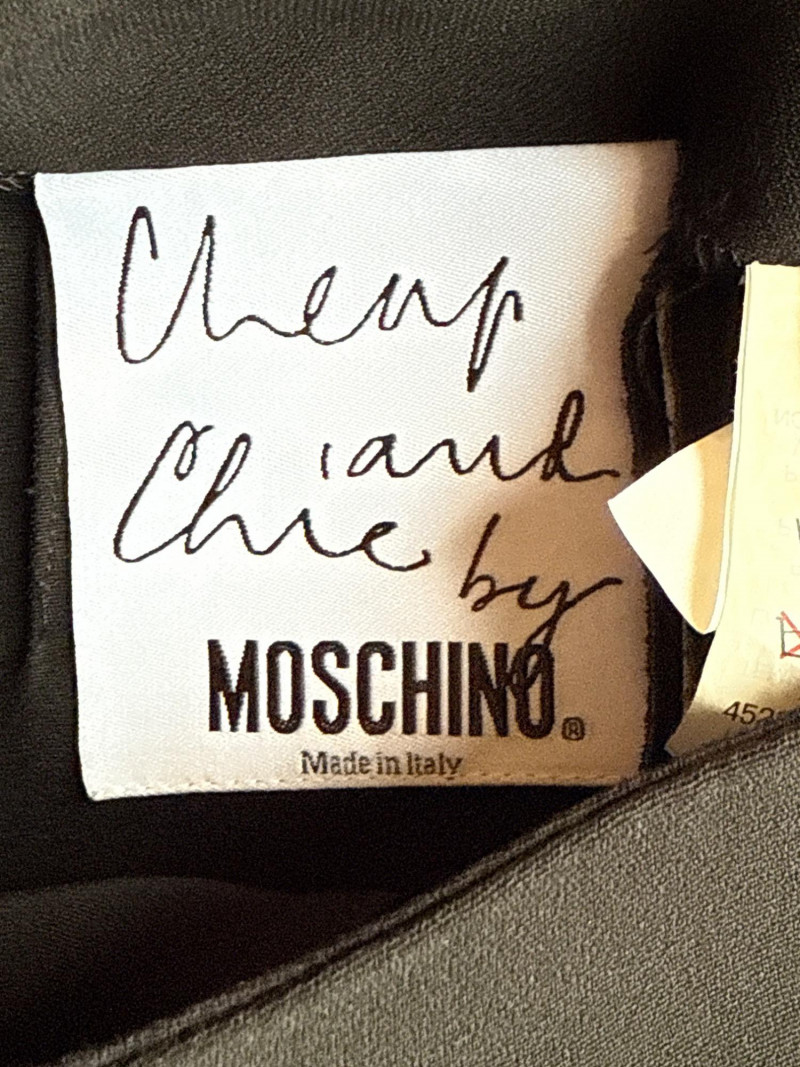 Cheap
and
Chic by
MOSCHINO®
Made in Italy